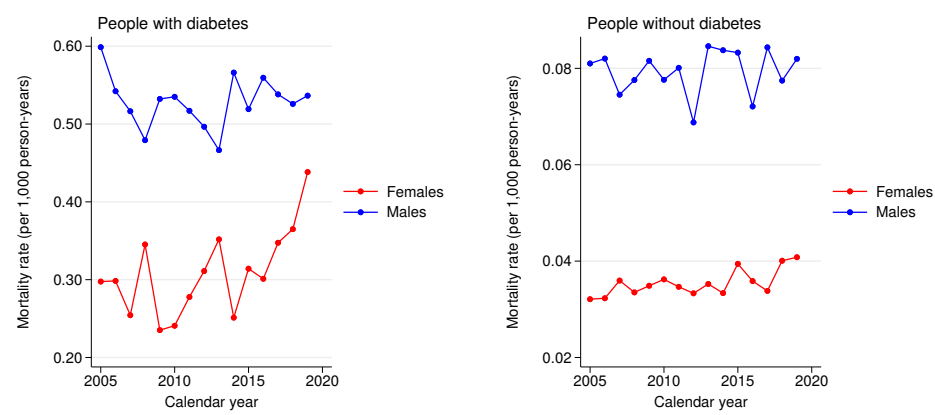 People with diabetes
Mortality rate (per 1,000 person-years)
0.60
0.50
0.40
0.30
0.20
2005
2010
2015
2020
Calendar year
Females
Males
People without diabetes
Mortality rate (per 1,000 person-years)
0.08
0.06
0.04
0.02
2005
2010
2015
2020
Calendar year
Females
Males